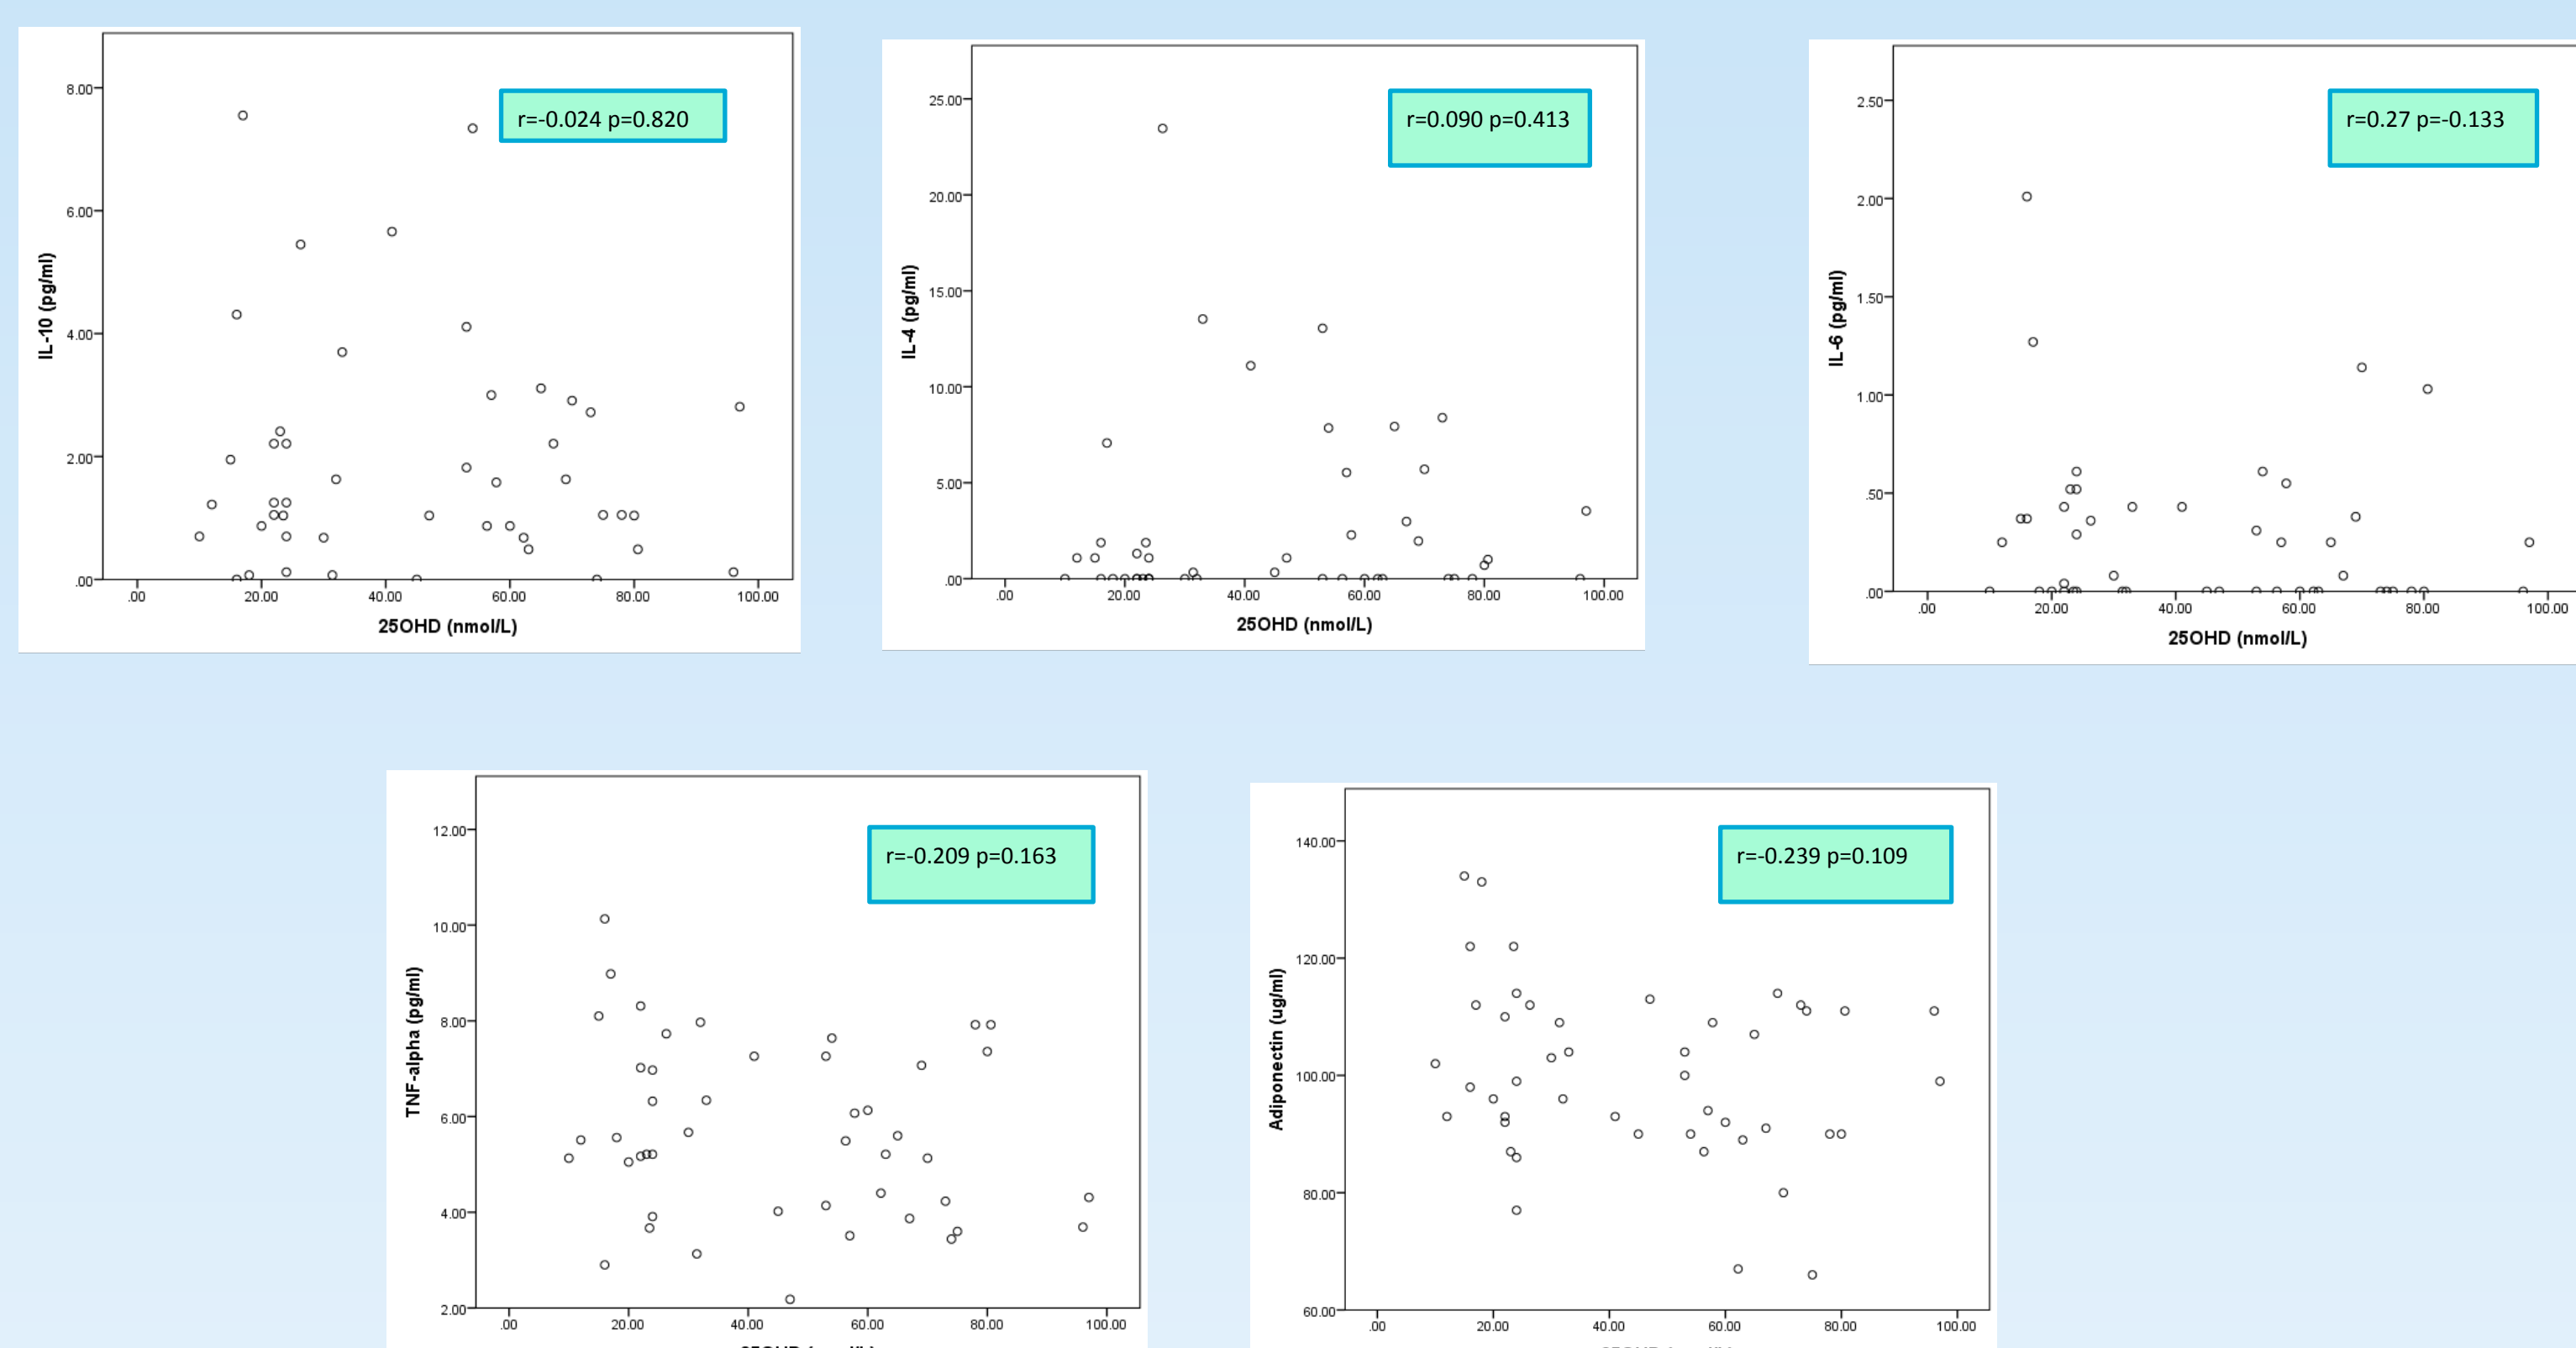 8.00
6.00
4.00
2.00
.00
IL-10 (pg/ml)
r=-0.024 p=0.820
.00 20.00 40.00 60.00 80.00 100.00
25OHD (nmol/L)
25.00
20.00
15.00
10.00
5.00
.00
IL-4 (pg/ml)
r=0.090 p=0.413
.00 20.00 40.00 60.00 80.00 100.00
25OHD (nmol/L)
2.50
2.00
1.50
1.00
.50
.00
IL-6 (pg/ml)
r=0.27 p=-0.133
.00 20.00 40.00 60.00 80.00 100.00
25OHD (nmol/L)
12.00
10.00
8.00
6.00
4.00
2.00
TNF-alpha (pg/ml)
r=-0.209 p=0.163
.00 20.00 40.00 60.00 80.00 100.00
140.00
120.00
100.00
80.00
60.00
Adiponectin (ug/ml)
r=-0.239 p=0.109
.00 20.00 40.00 60.00 80.00 100.00